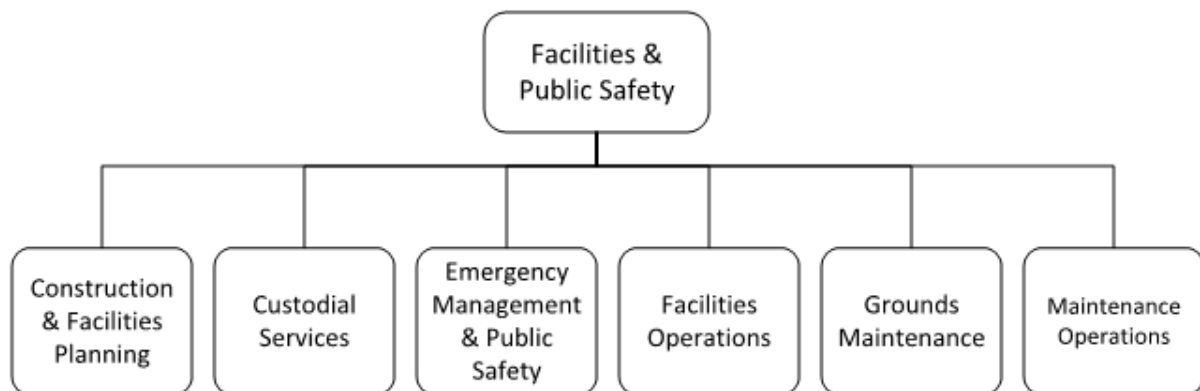 Facilities &
Public Safety
Construction
& Facilities
Planning
Custodial
Services
Emergency
Management
& Public
Safety
Facilities
Operations
Grounds
Maintenance
Maintenance
Operations